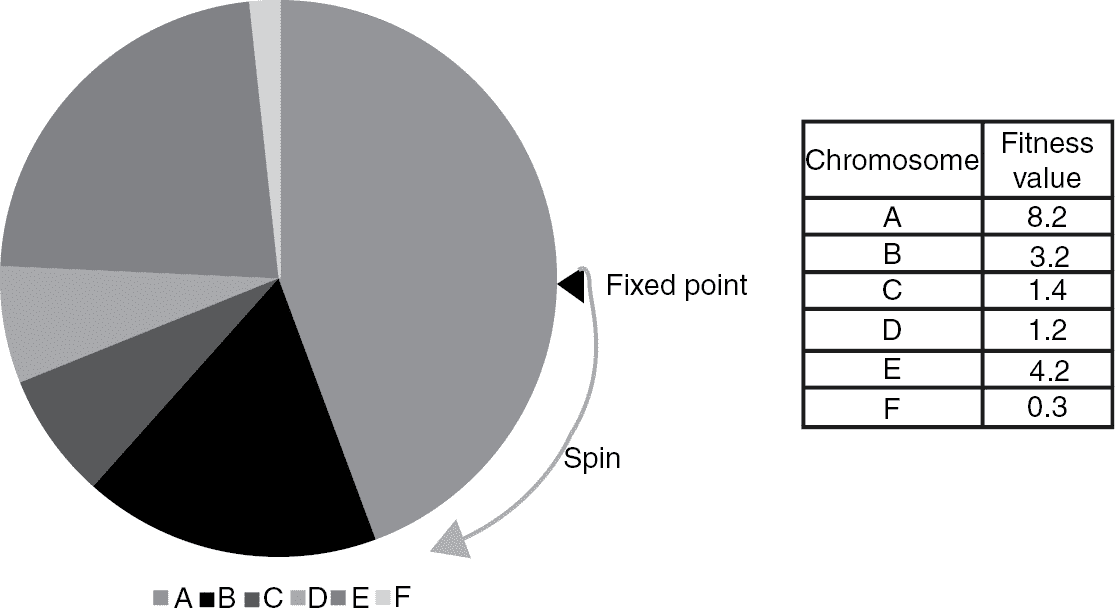 Fixed point
Spin
A B C D E F
Chromosome Fitness value
A 8.2
B 3.2
C 1.4
D 1.2
E 4.2
F 0.3